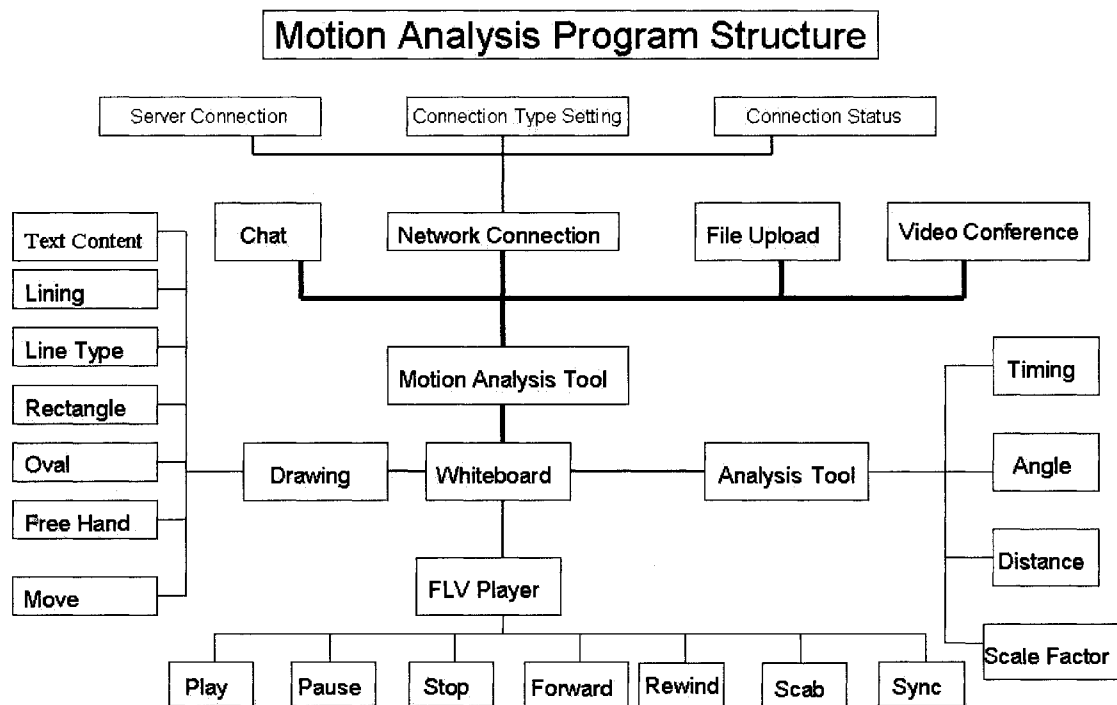 Motion Analysis Program Structure
Server Connection
Connection Type Setting
Connection Status
Text Content
Chat
Network Connection
File Upload
Video Conference
Lining
Line Type
Motion Analysis Tool
Timing
Rectangle
Oval
Drawing
Whiteboard
Analysis Tool
Angle
Free Hand
Move
FLV Player
Distance
Scale Factor
Play
Pause
Stop
Forward
Rewind
Scab
Sync